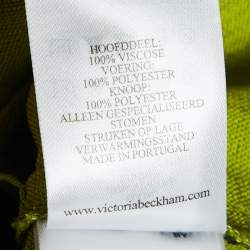 HOOFDDEEL:
100% VISCOSE
VOERING:
100% POLYESTER
KNOOP:
100% POLYESTER
ALLEEN GESPECIALISEERD
STOMEN
STRIJKEN OP LAGE
VERWARMINGSSTAND
MADE IN PORTUGAL
www.victoriabeckham.com